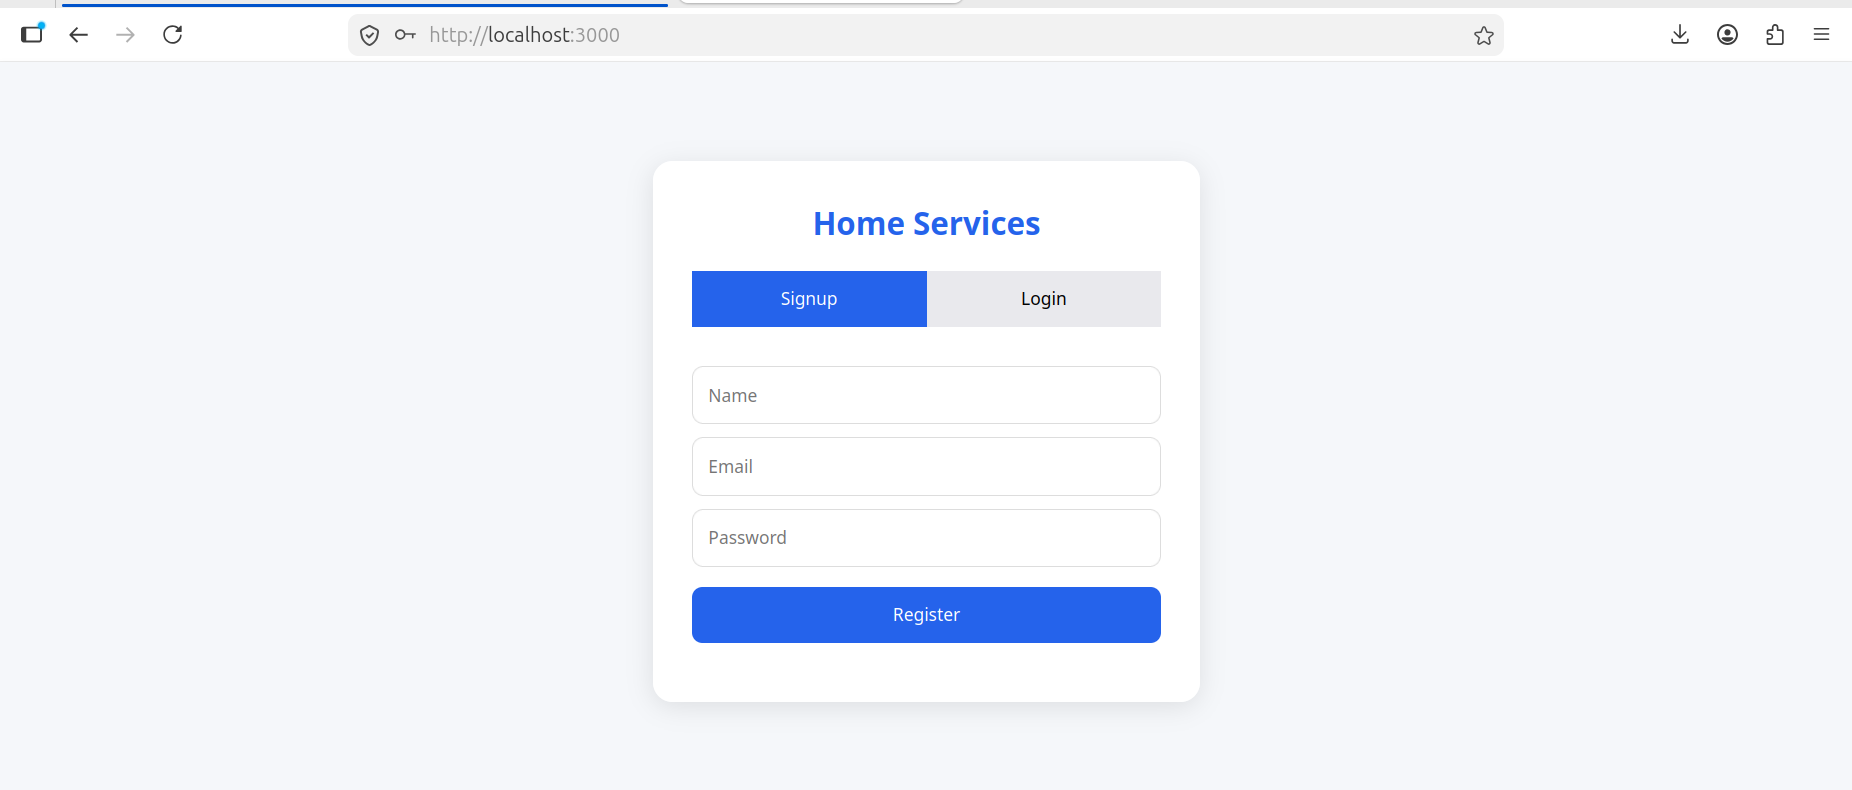 http://localhost:3000
Home Services
Signup
Login
Name
Email
Password
Register